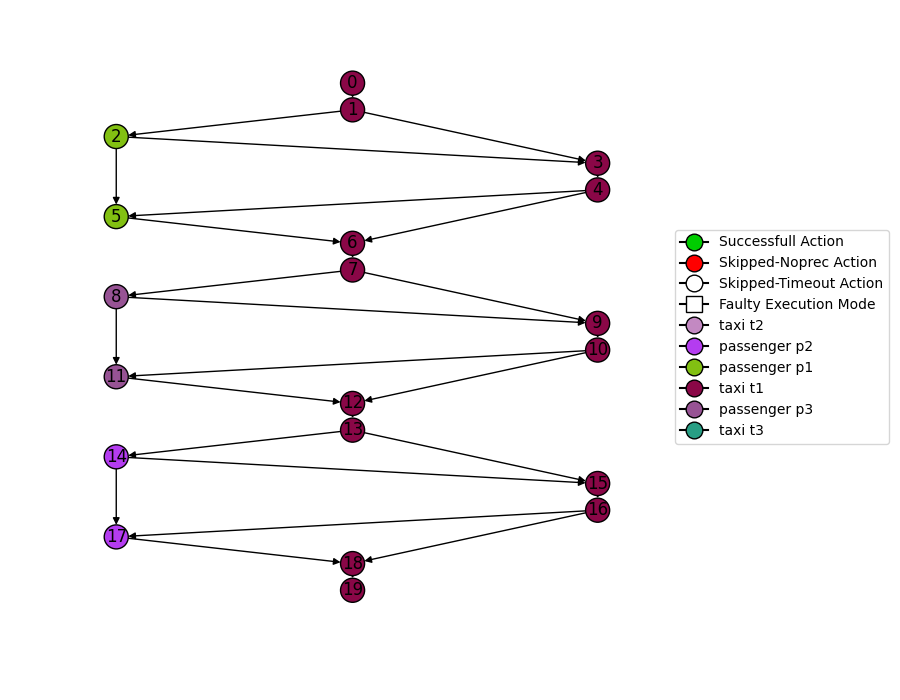 0
1
2
3
4
5
6
7
8
9
10
11
12
13
14
15
16
17
18
19
Successfull Action
Skipped-Noprec Action
Skipped-Timeout Action
Faulty Execution Mode
taxi t2
passenger p2
passenger p1
taxi t1
passenger p3
taxi t3